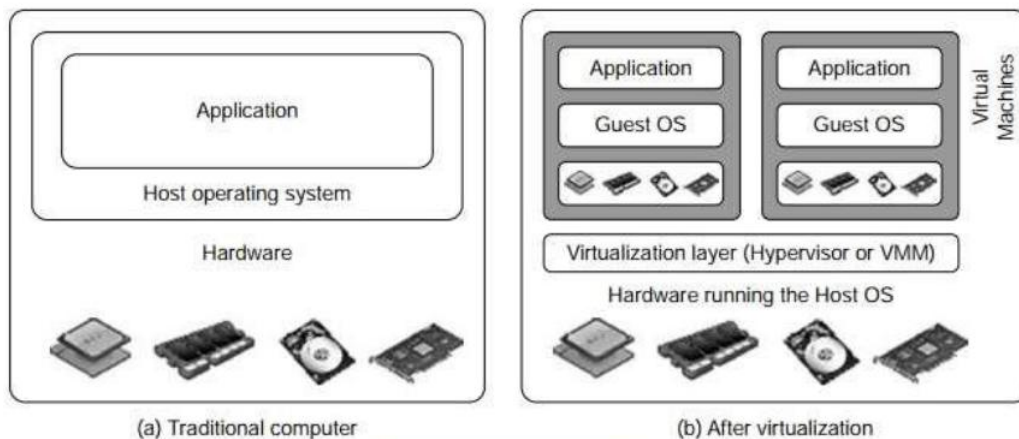 Application
Host operating system
Hardware
(a) Traditional computer
Application
Guest OS
Application
Guest OS
Virtual
Machines
Virtualization layer (Hypervisor or VMM)
Hardware running the Host OS
(b) After virtualization